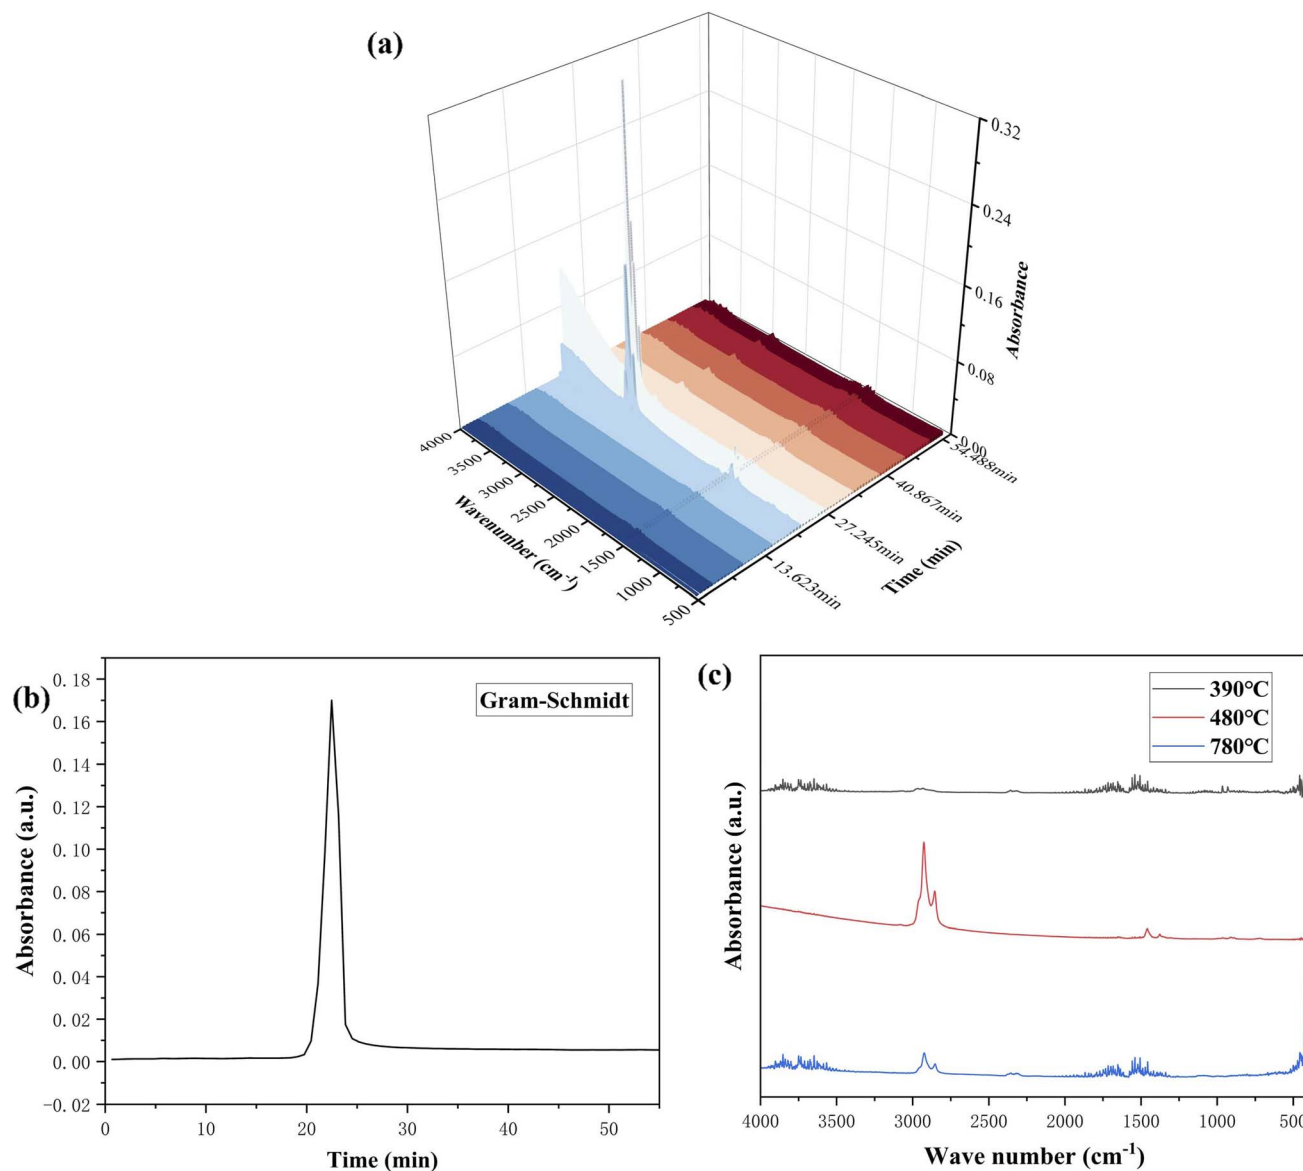 (a)
0.32
0.24
0.16
0.08
0.00
Absorbance
4000
3500
3000
2500
2000
1500
1000
500
Wavenumber (cm⁻¹)
54.488min
40.867min
27.245min
13.623min
Time (min)
(b)
Gram-Schmidt
0.18
0.16
0.14
0.12
0.10
0.08
0.06
0.04
0.02
0.00
-0.02
Absorbance (a.u.)
0 10 20 30 40 50
Time (min)
(c)
390℃
480℃
780℃
Absorbance (a.u.)
4000 3500 3000 2500 2000 1500 1000 500
Wave number (cm⁻¹)